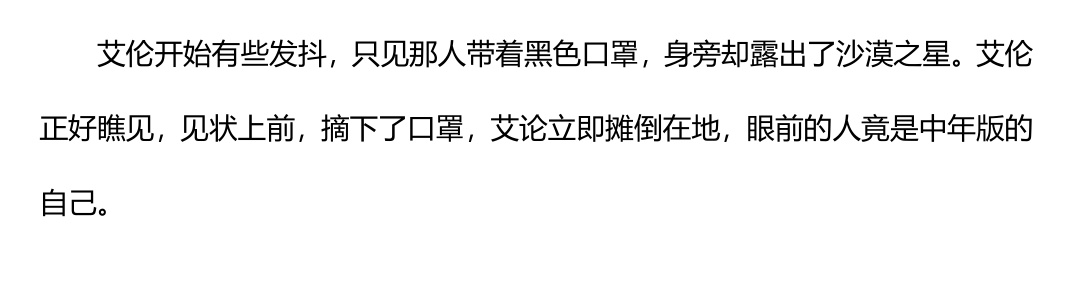 艾伦开始有些发抖，只见那人带着黑色口罩，身旁却露出了沙漠之星。艾伦
正好瞧见，见状上前，摘下了口罩，艾论立即摊倒在地，眼前的人竟是中年版的
自己。